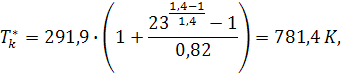 T_k^* = 291,9 · (1 + (23^((1,4−1)/1,4) − 1)/0,82) = 781,4 K,